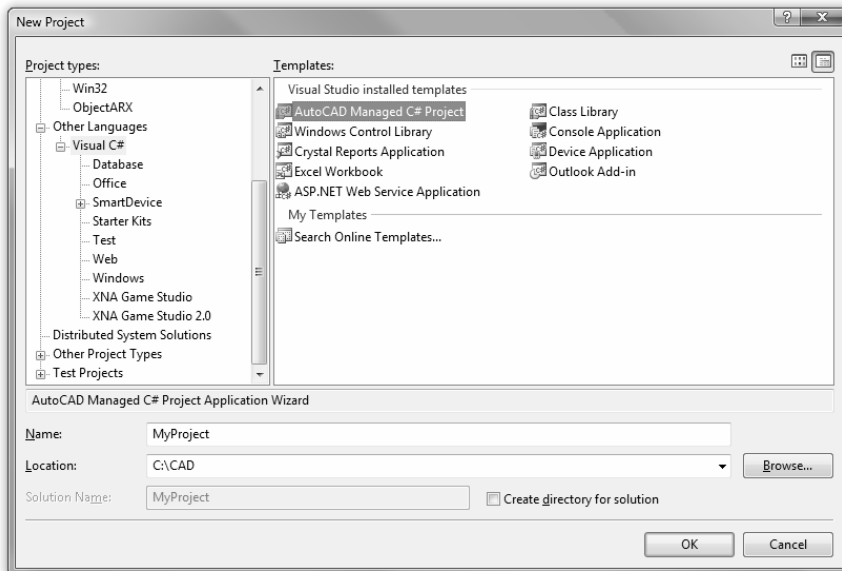 New Project
Project types:
Win32
ObjectARX
Other Languages
Visual C#
Database
Office
SmartDevice
Starter Kits
Test
Web
Windows
XNA Game Studio
XNA Game Studio 2.0
Distributed System Solutions
Other Project Types
Test Projects
Templates:
Visual Studio installed templates
AutoCAD Managed C# Project
Class Library
Windows Control Library
Console Application
Crystal Reports Application
Device Application
Excel Workbook
Outlook Add-in
ASP.NET Web Service Application
My Templates
Search Online Templates...
AutoCAD Managed C# Project Application Wizard
Name: MyProject
Location: C:\CAD Browse...
Solution Name: MyProject Create directory for solution
OK Cancel